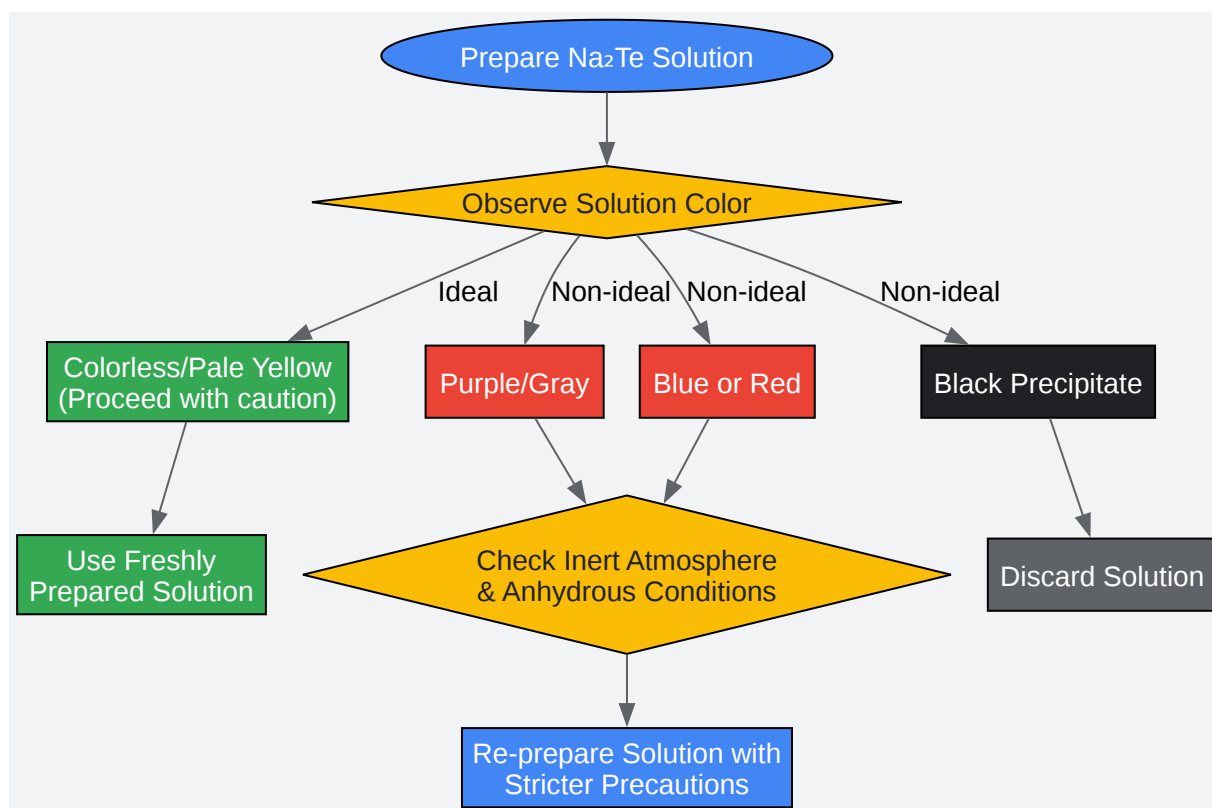 Prepare Na₂Te Solution
Observe Solution Color
Ideal
Non-ideal
Non-ideal
Non-ideal
Colorless/Pale Yellow
(Proceed with caution)
Purple/Gray
Blue or Red
Black Precipitate
Use Freshly
Prepared Solution
Check Inert Atmosphere
& Anhydrous Conditions
Discard Solution
Re-prepare Solution with
Stricter Precautions